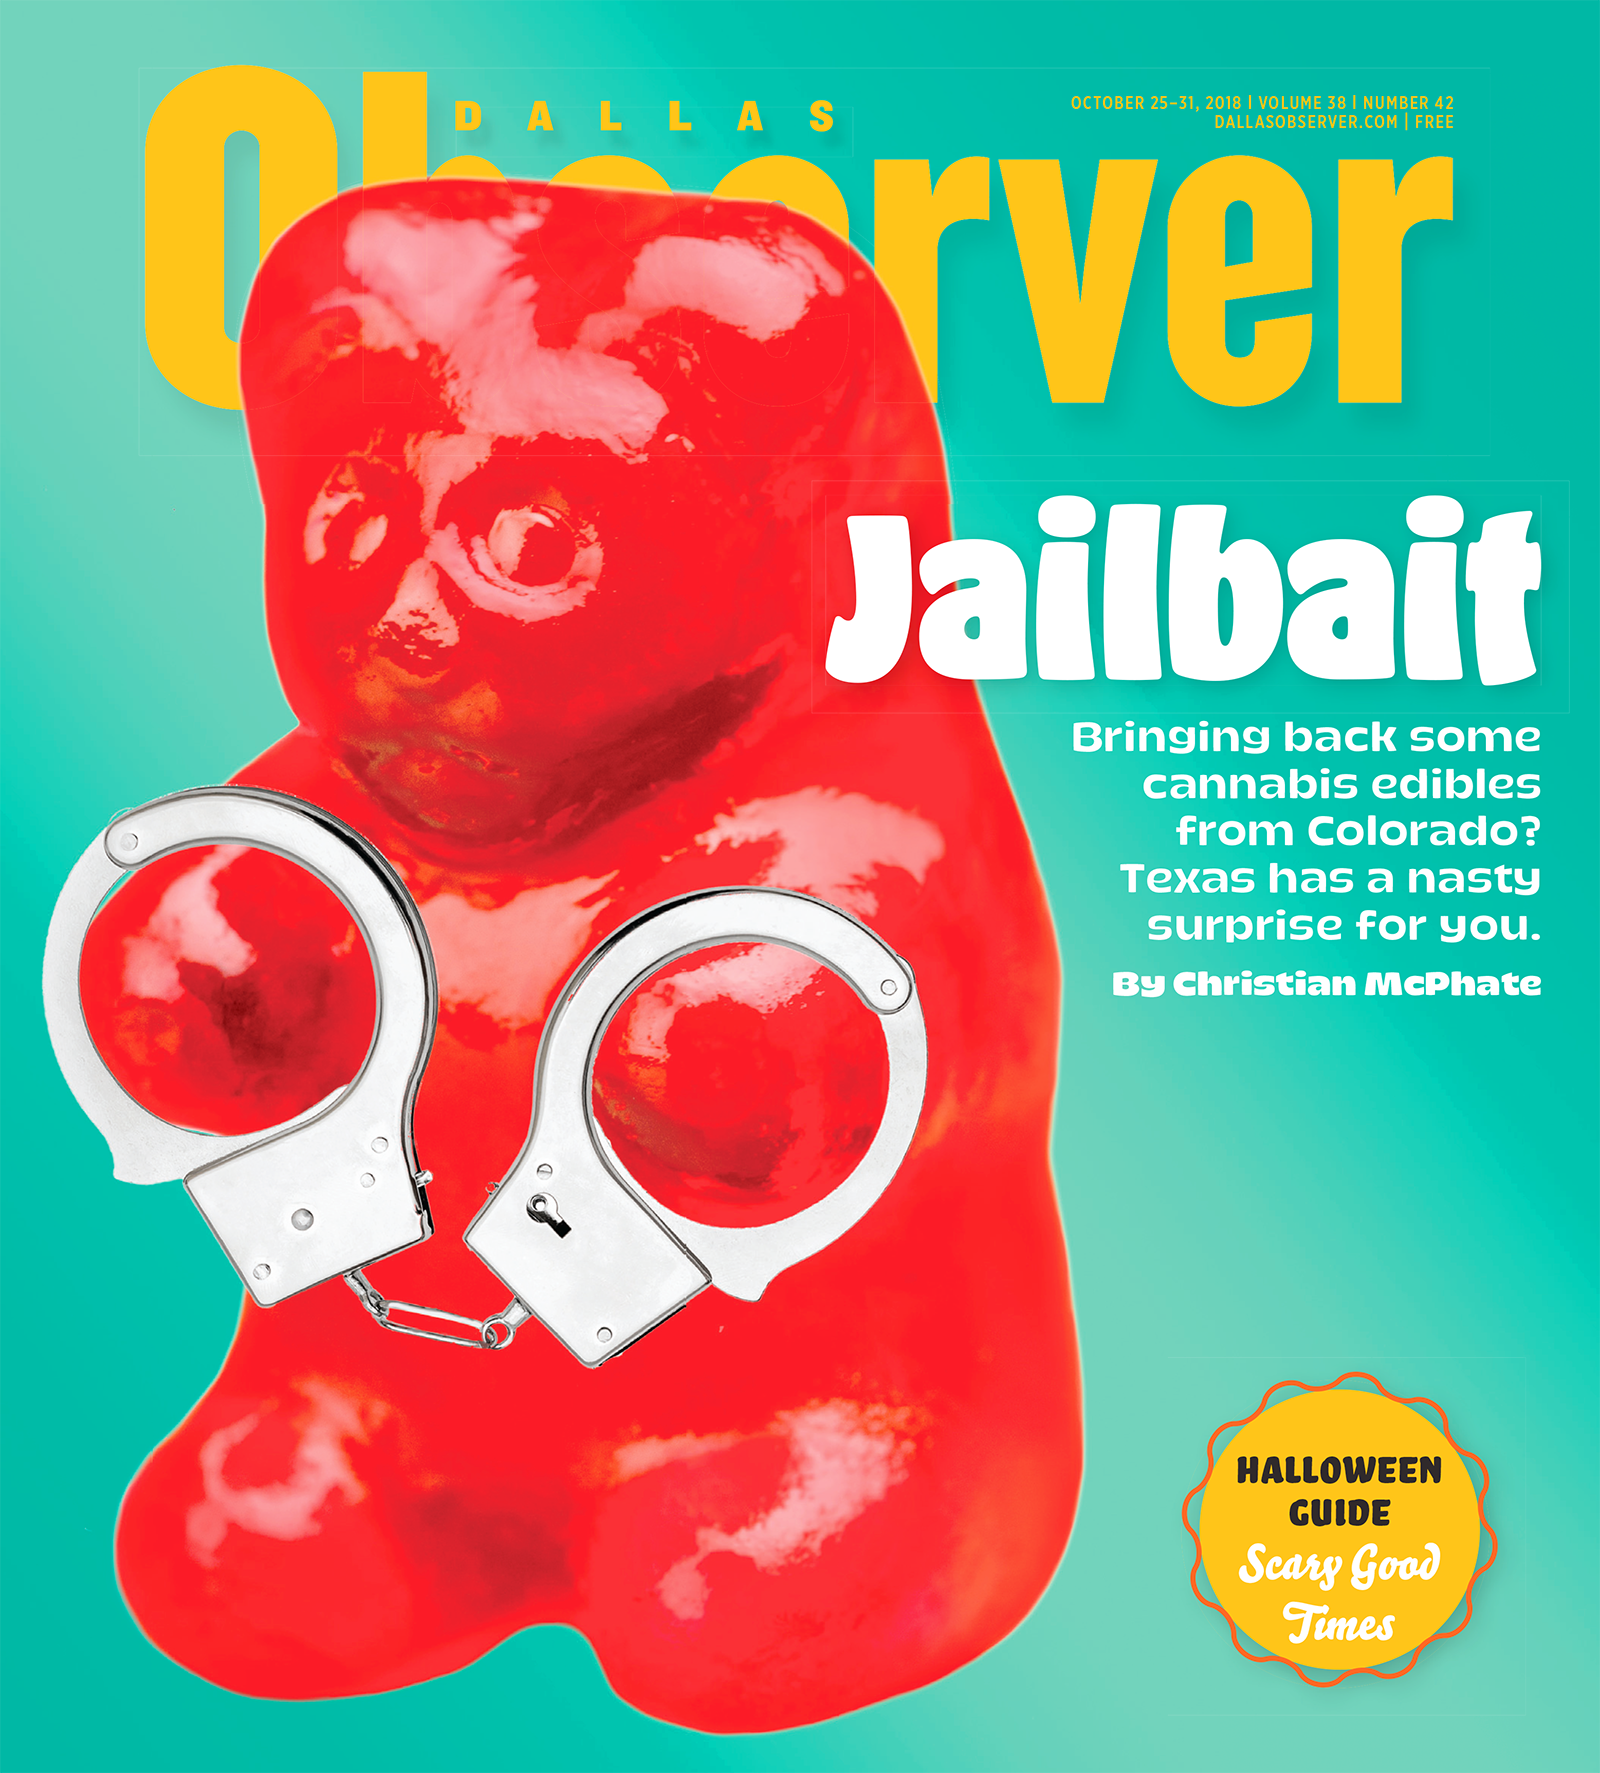 DALLAS
Observer
OCTOBER 25–31, 2018 | VOLUME 38 | NUMBER 42
DALLASOBSERVER.COM | FREE
Jailbait
Bringing back some
cannabis edibles
from Colorado?
Texas has a nasty
surprise for you.
By Christian McPhate
HALLOWEEN
GUIDE
Scary Good
Times